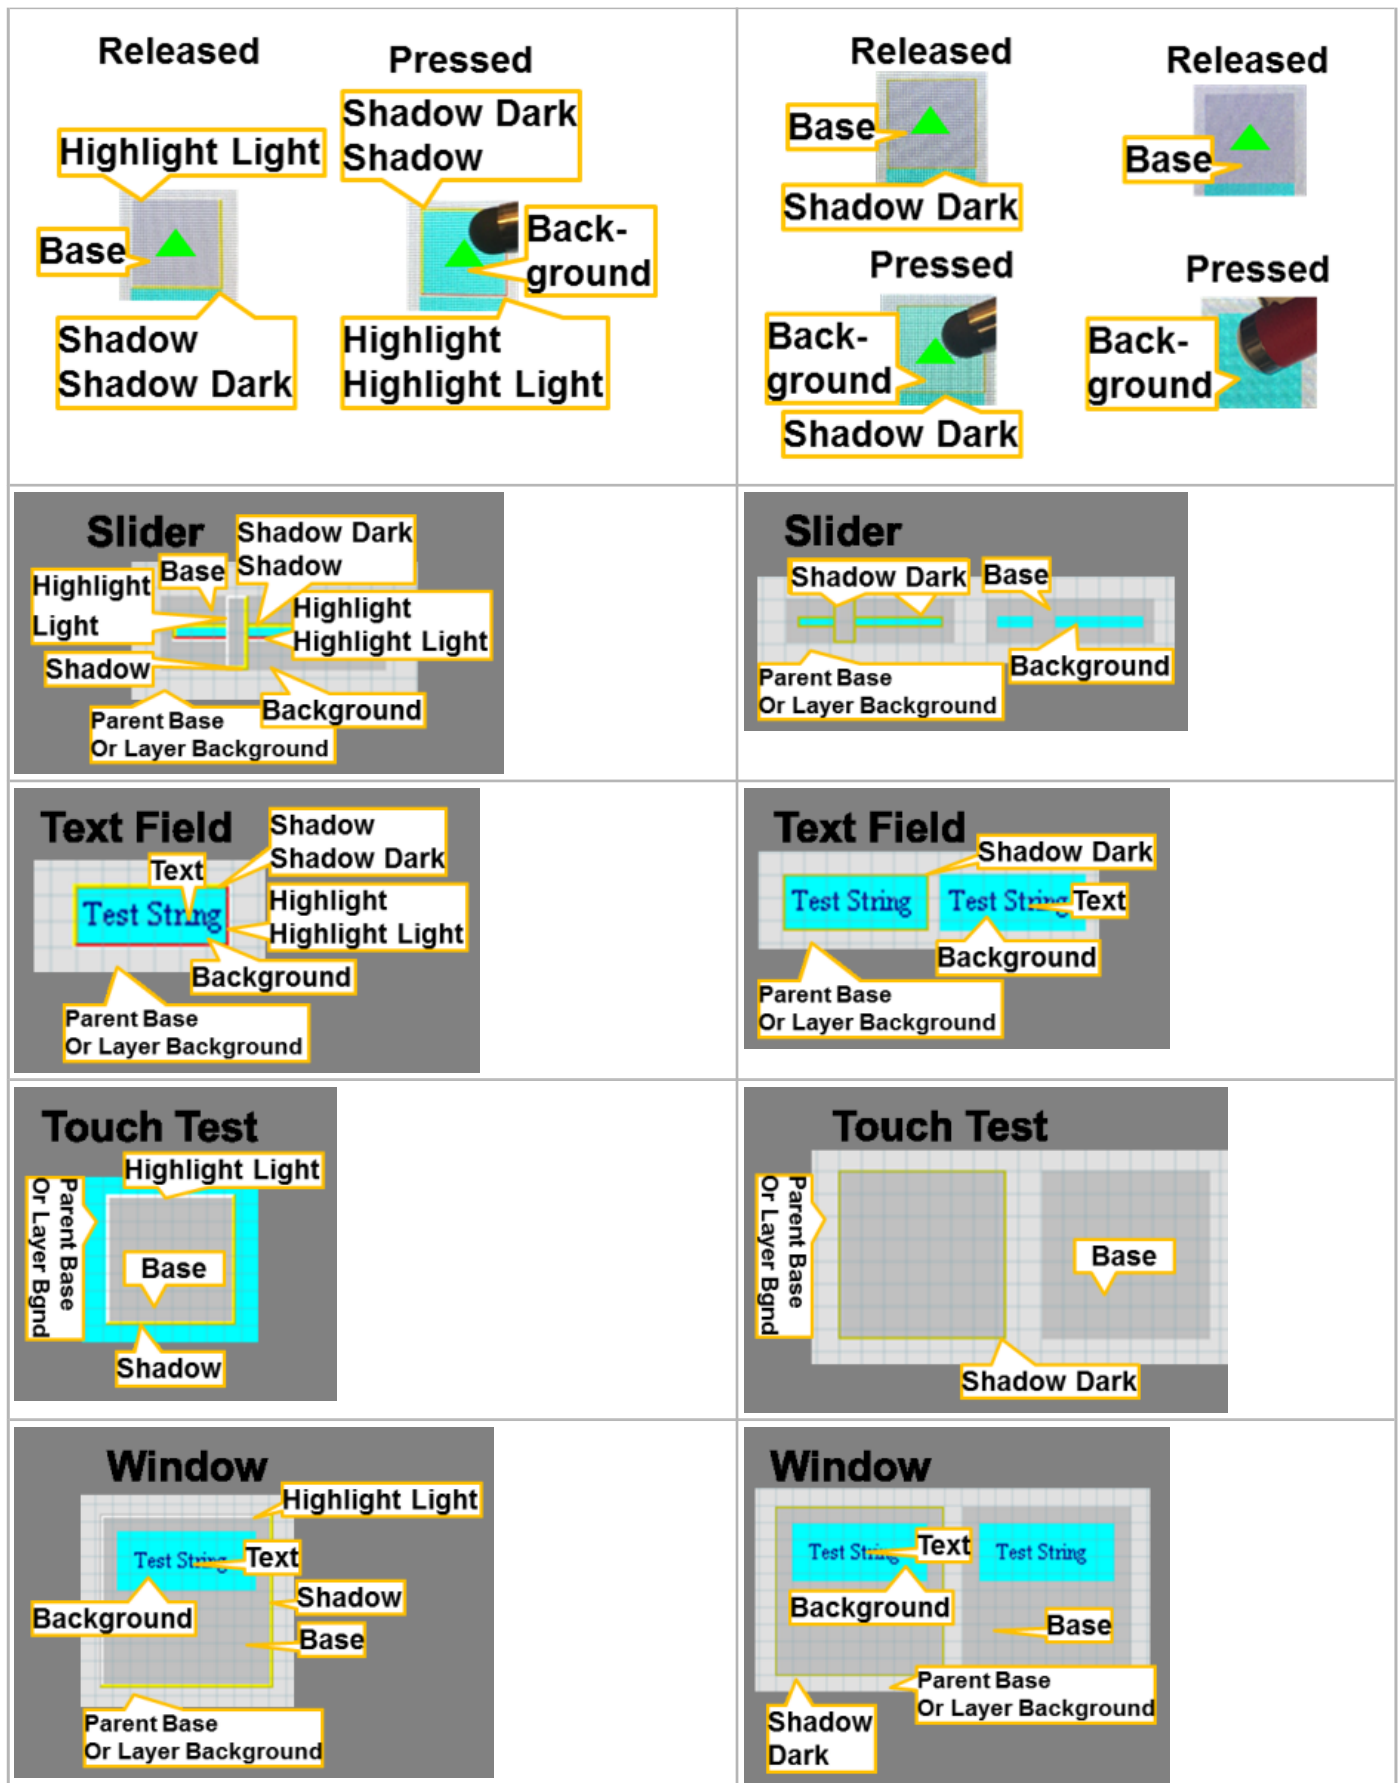 Released
Pressed
Highlight Light
Shadow Dark
Shadow
Base
Back-
ground
Shadow
Shadow Dark
Highlight
Highlight Light
Released
Released
Base
Base
Shadow Dark
Pressed
Pressed
Back-
ground
Back-
ground
Shadow Dark
Slider
Shadow Dark
Shadow
Base
Highlight
Light
Highlight
Highlight Light
Shadow
Background
Parent Base
Or Layer Background
Slider
Shadow Dark
Base
Background
Parent Base
Or Layer Background
Text Field
Shadow
Shadow Dark
Text
Test String
Highlight
Highlight Light
Background
Parent Base
Or Layer Background
Text Field
Shadow Dark
Test String
Test String
Text
Background
Parent Base
Or Layer Background
Touch Test
Highlight Light
Parent Base
Or Layer Bgnd
Base
Shadow
Touch Test
Parent Base
Or Layer Bgnd
Base
Shadow Dark
Window
Highlight Light
Test String
Text
Shadow
Background
Base
Parent Base
Or Layer Background
Window
Test String
Text
Test String
Background
Base
Parent Base
Or Layer Background
Shadow
Dark